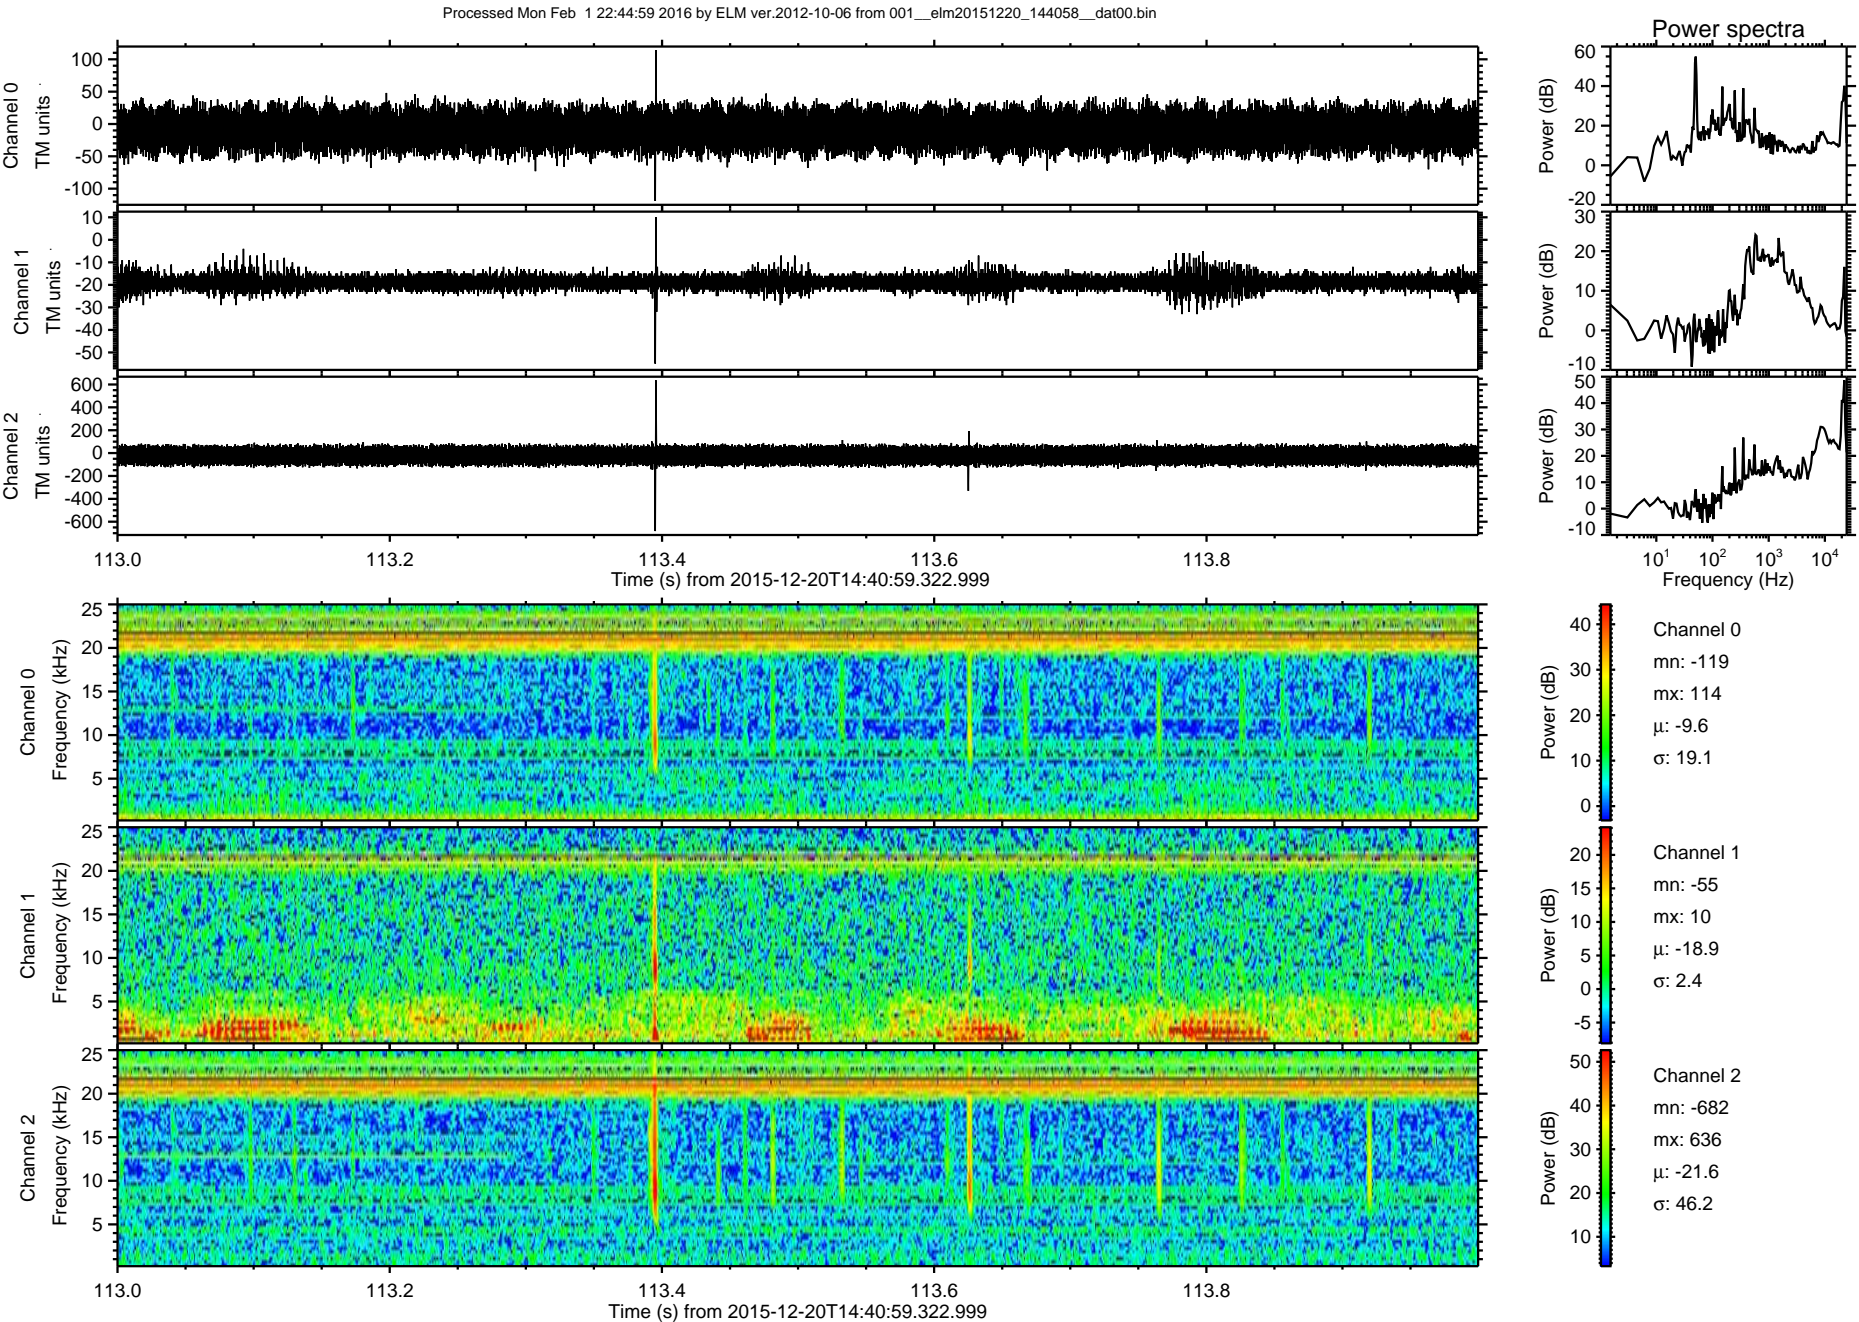 Processed Mon Feb  1 22:44:59 2016 by ELM ver.2012-10-06 from 001__elm20151220_144058__dat00.bin
Power spectra
Channel 0
TM units
100
50
0
-50
-100
Power (dB)
60
40
20
0
-20
Channel 1
TM units
10
0
-10
-20
-30
-40
-50
Power (dB)
30
20
10
0
-10
Channel 2
TM units
600
400
200
0
-200
-400
-600
Power (dB)
50
40
30
20
10
0
-10
113.0 113.2 113.4 113.6 113.8
Time (s) from 2015-12-20T14:40:59.322.999
10^1 10^2 10^3 10^4
Frequency (Hz)
Channel 0
Frequency (kHz)
25
20
15
10
5
Power (dB)
40
30
20
10
0
Channel 0
mn: -119
mx: 114
μ: -9.6
σ: 19.1
Channel 1
Frequency (kHz)
25
20
15
10
5
Power (dB)
20
15
10
5
0
-5
Channel 1
mn: -55
mx: 10
μ: -18.9
σ: 2.4
Channel 2
Frequency (kHz)
25
20
15
10
5
Power (dB)
50
40
30
20
10
Channel 2
mn: -682
mx: 636
μ: -21.6
σ: 46.2
113.0 113.2 113.4 113.6 113.8
Time (s) from 2015-12-20T14:40:59.322.999